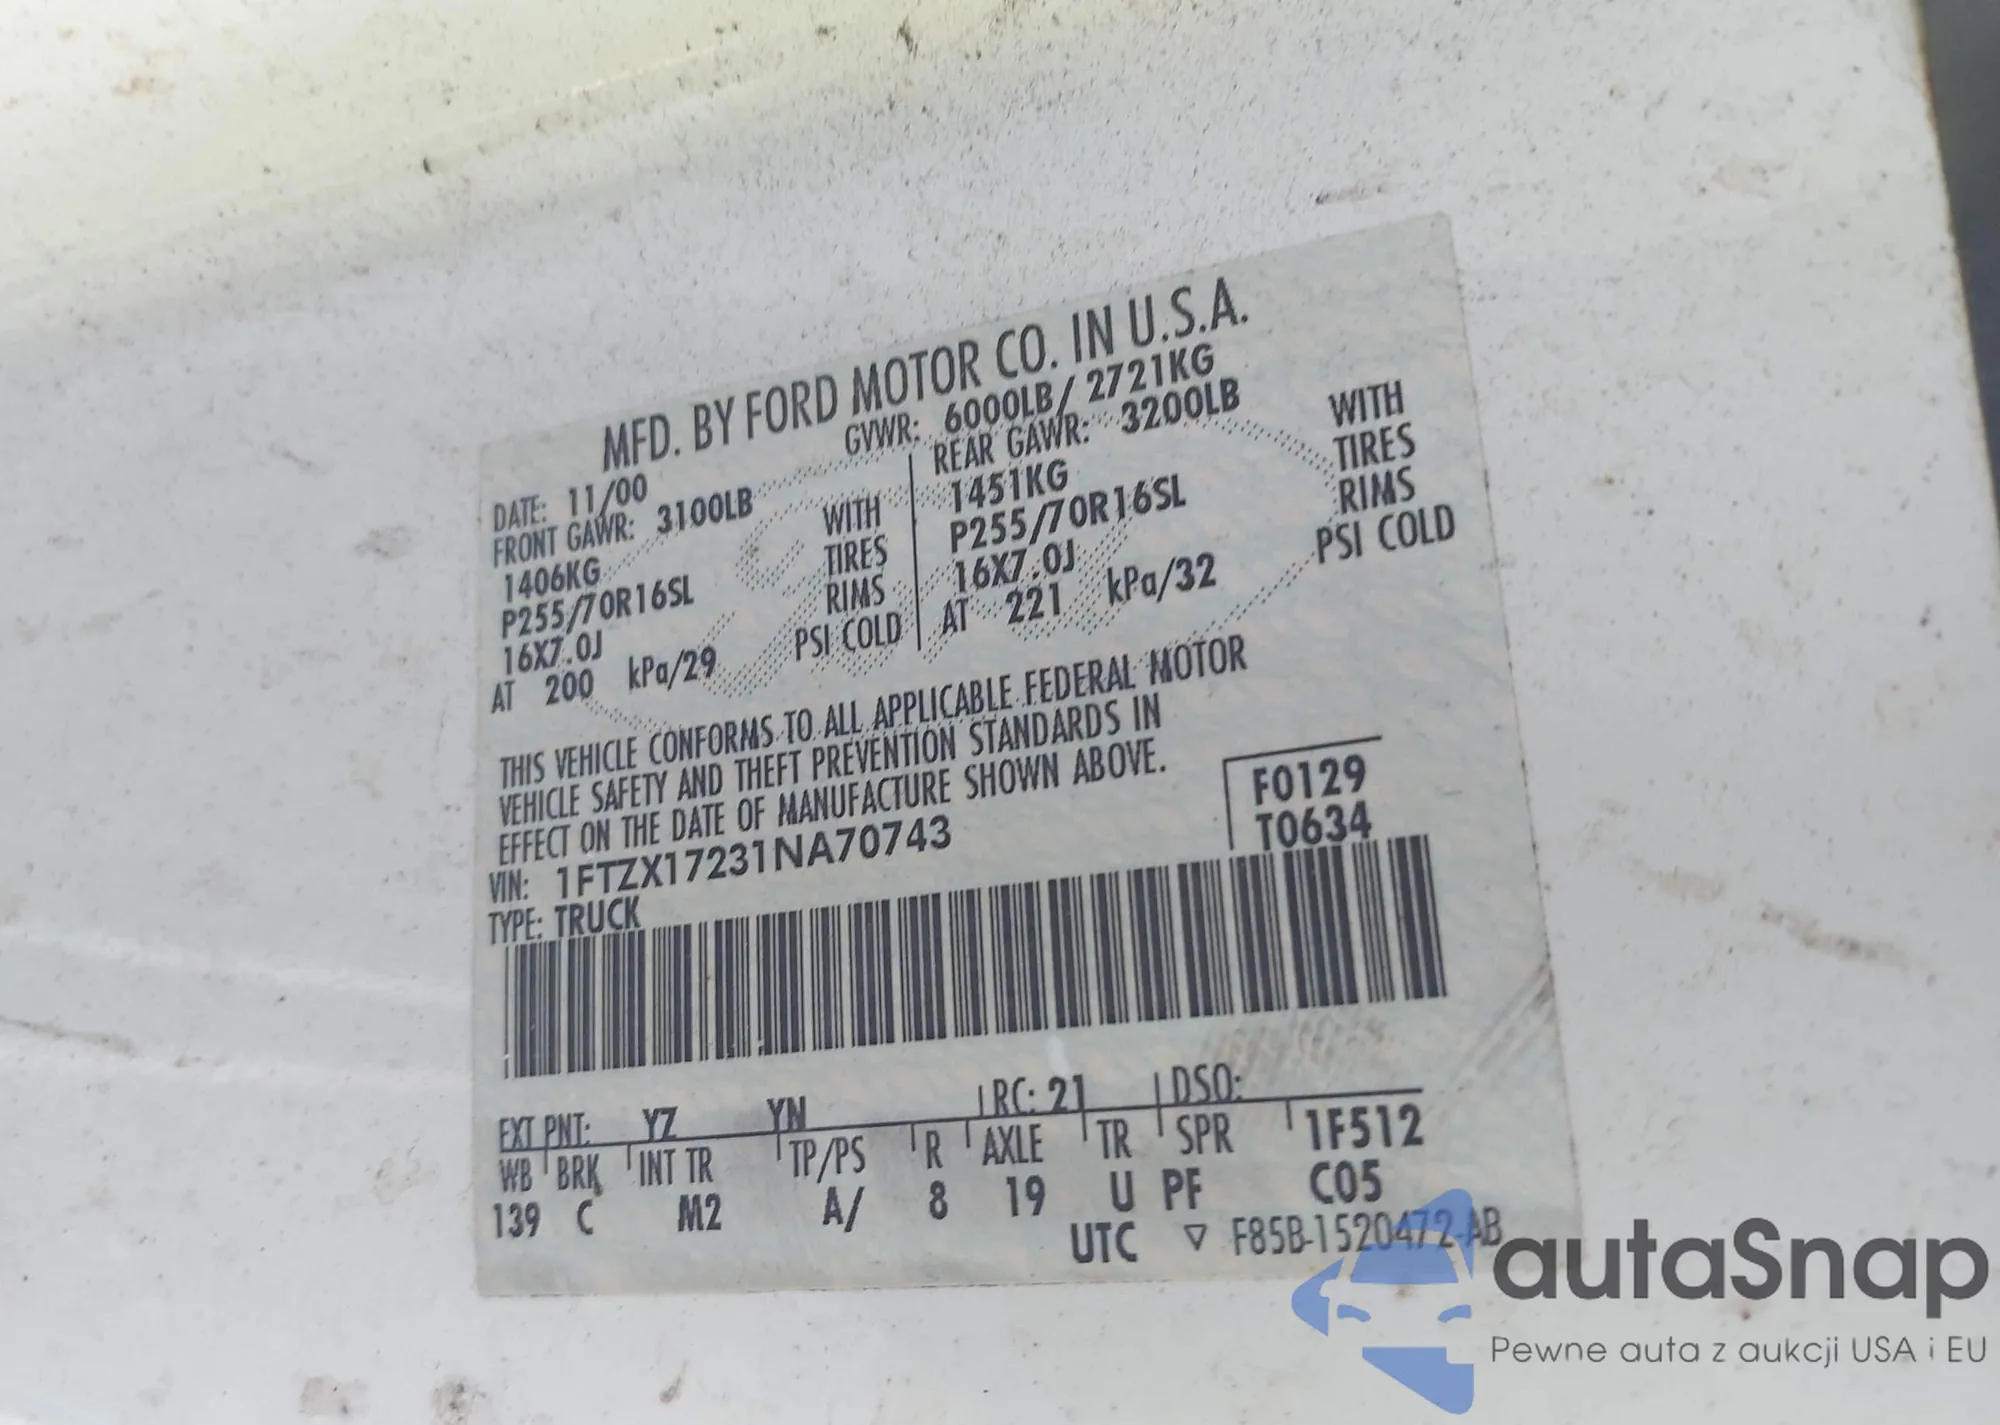 MFD. BY FORD MOTOR CO. IN U.S.A.
DATE: 11/00 GVWR: 6000LB/ 2721KG
FRONT GAWR: 3100LB REAR GAWR: 3200LB
1406KG WITH 1451KG WITH
P255/70R16SL TIRES P255/70R16SL TIRES
16X7.0J RIMS 16X7.0J RIMS
AT 200 kPa/29 PSI COLD AT 221 kPa/32 PSI COLD
THIS VEHICLE CONFORMS TO ALL APPLICABLE FEDERAL MOTOR
VEHICLE SAFETY AND THEFT PREVENTION STANDARDS IN
EFFECT ON THE DATE OF MANUFACTURE SHOWN ABOVE.
VIN: 1FTZX17231NA70743 F0129
TYPE: TRUCK T0634
EXT PNT: YZ YN RC: 21 DSO:
WB BRK INT TR TP/PS R AXLE TR SPR 1F512
139 C M2 A/ 8 19 U PF C05
UTC ▽ F85B-1520472-AB
autaSnap
Pewne auta z aukcji USA i EU